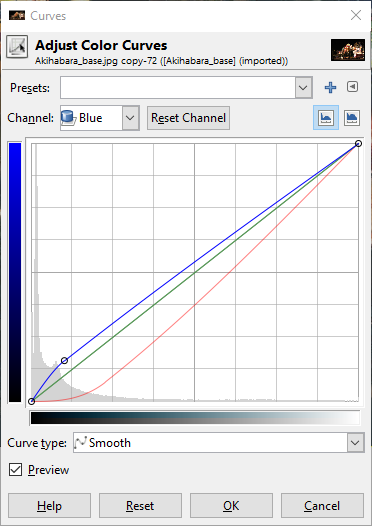 Curves
Adjust Color Curves
Akihabara_base.jpg copy-72 ([Akihabara_base] (imported))
Presets:
Channel: Blue Reset Channel
Curve type: Smooth
Preview
Help Reset OK Cancel